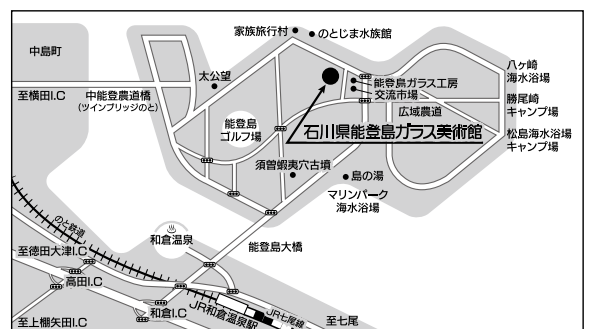 家族旅行村
のとじま水族館
中島町
八ヶ崎
海水浴場
太公望
能登島ガラス工房
交流市場
至横田I.C
中能登農道橋
(ツインブリッジのと)
勝尾崎
キャンプ場
広域農道
能登島
ゴルフ場
石川県能登島ガラス美術館
松島海水浴場
キャンプ場
須曽蝦夷穴古墳
島の湯
マリンパーク
海水浴場
のと鉄道
和倉温泉
能登島大橋
至徳田大津I.C
高田I.C
和倉I.C
JR和倉温泉駅
JR七尾線
至七尾
至上棚矢田I.C